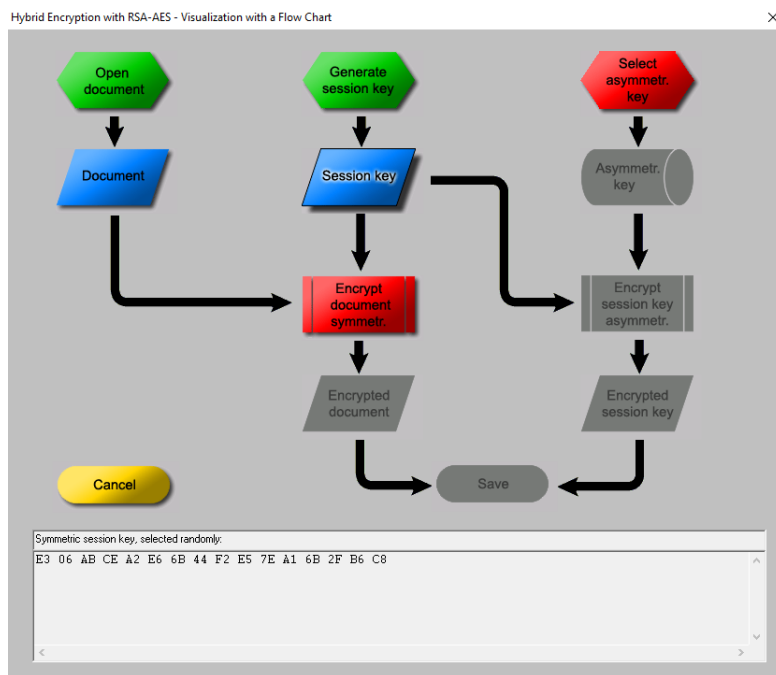 Hybrid Encryption with RSA-AES - Visualization with a Flow Chart
Open
document
Generate
session key
Select
asymmetr.
key
Document
Session key
Asymmetr.
key
Encrypt
document
symmetr.
Encrypt
session key
asymmetr.
Encrypted
document
Encrypted
session key
Cancel
Save
Symmetric session key, selected randomly:
E3 06 AB CE A2 E6 6B 44 F2 E5 7E A1 6B 2F B6 C8